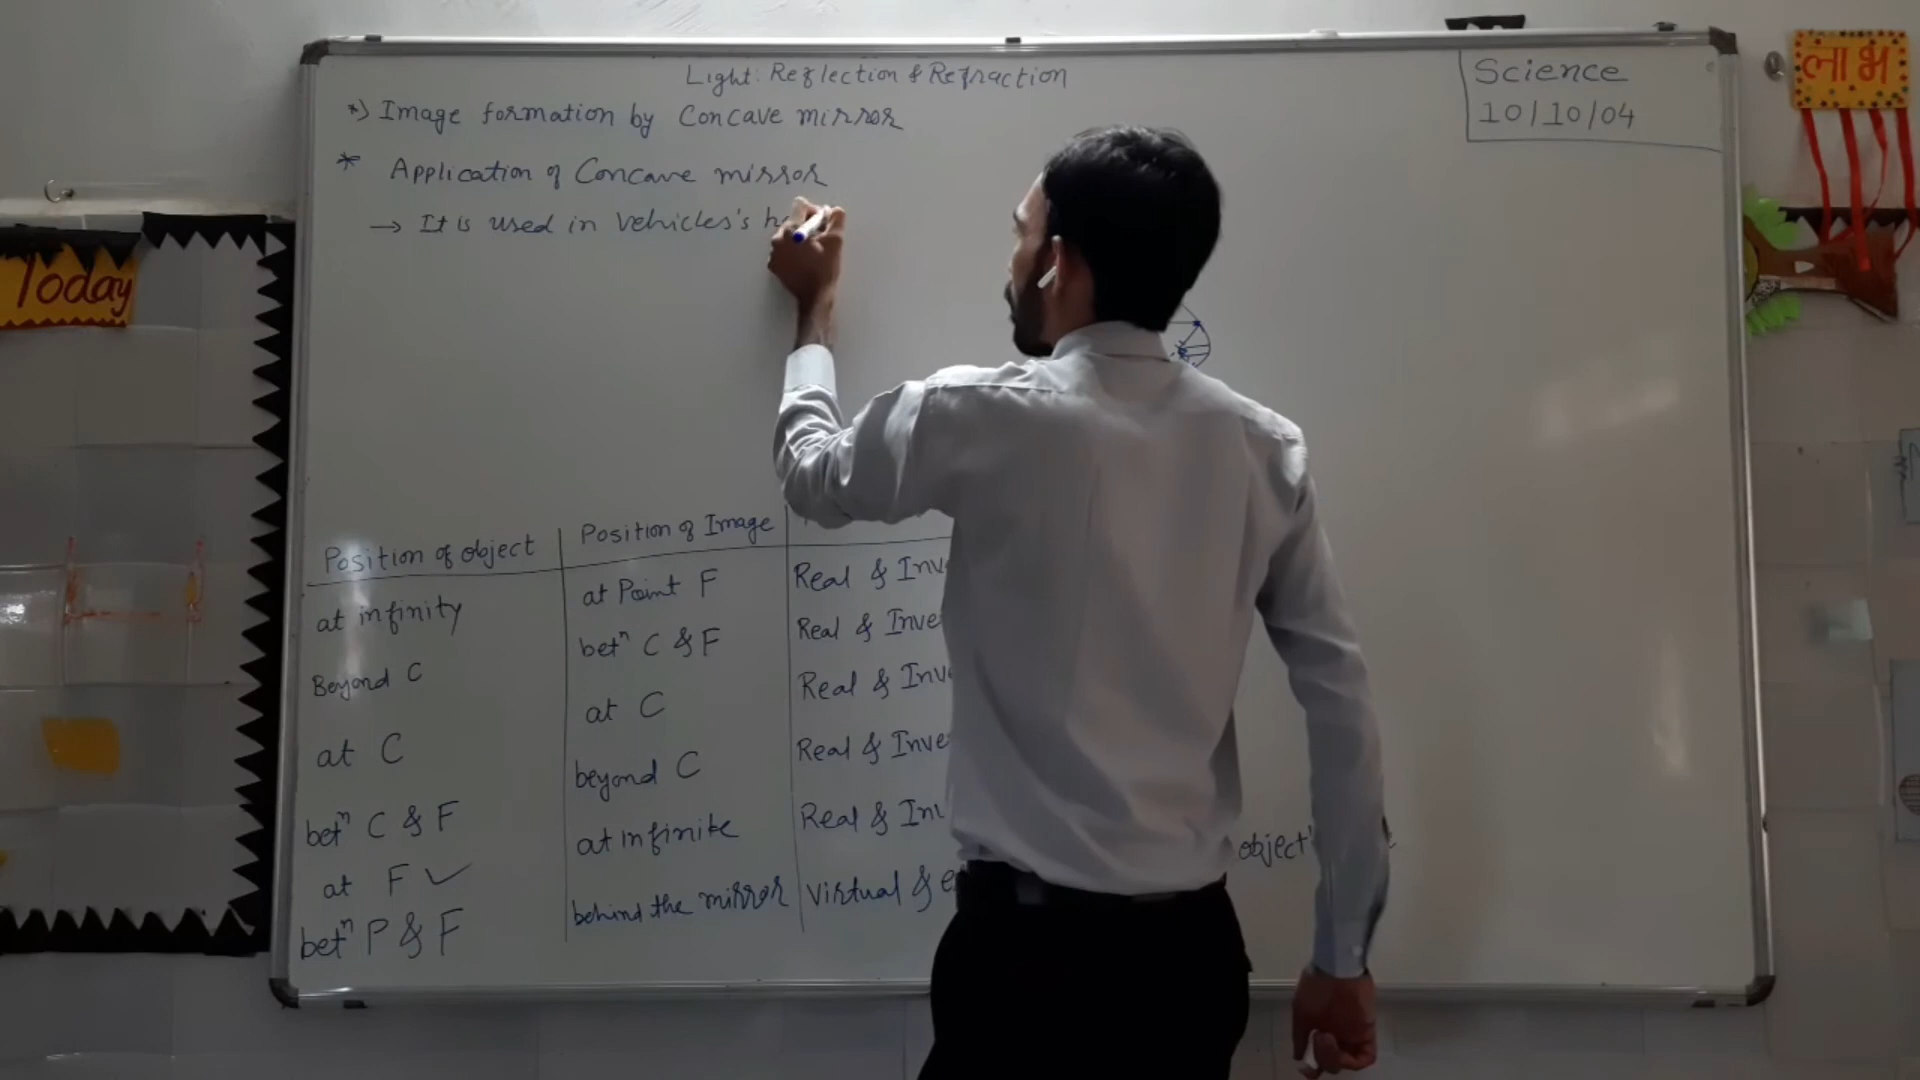 Light: Reflection & Refraction
Science
10/10/04
*) Image formation by Concave mirror
* Application of Concave mirror
→ It is used in Vehicles's h
लाभ
Today
Position of object | Position of Image
at infinity | at Point F | Real & Inv
Beyond C | betⁿ C & F | Real & Inve
at C | at C | Real & Inv
betⁿ C & F | beyond C | Real & Inve
at F ✓ | at infinite | Real & In
betⁿ P & F | behind the mirror | Virtual & e
object'